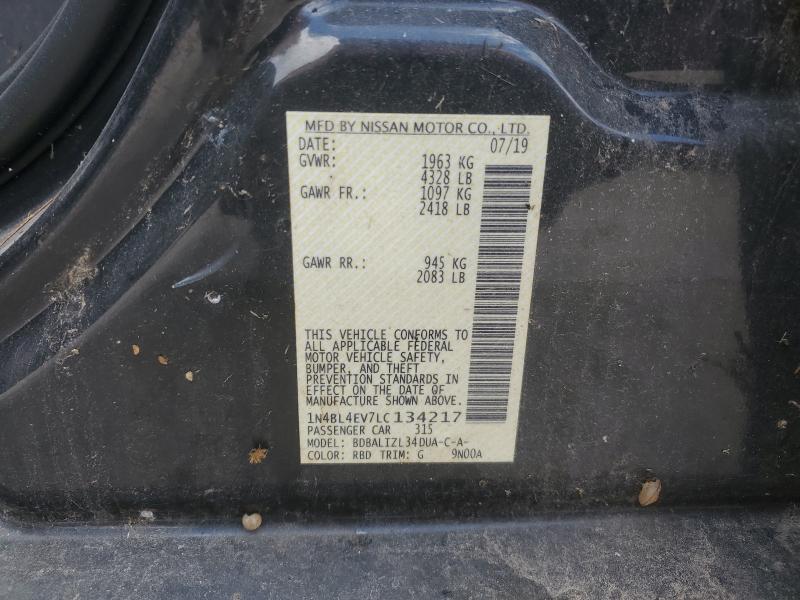 MFD BY NISSAN MOTOR CO., LTD.
DATE: 07/19
GVWR: 1963 KG
4328 LB
GAWR FR.: 1097 KG
2418 LB
GAWR RR.: 945 KG
2083 LB
THIS VEHICLE CONFORMS TO
ALL APPLICABLE FEDERAL
MOTOR VEHICLE SAFETY,
BUMPER, AND THEFT
PREVENTION STANDARDS IN
EFFECT ON THE DATE OF
MANUFACTURE SHOWN ABOVE.
1N4BL4EV7LC134217
PASSENGER CAR 315
MODEL: BDBALIZL34DUA-C-A-
COLOR: RBD TRIM: G 9N00A